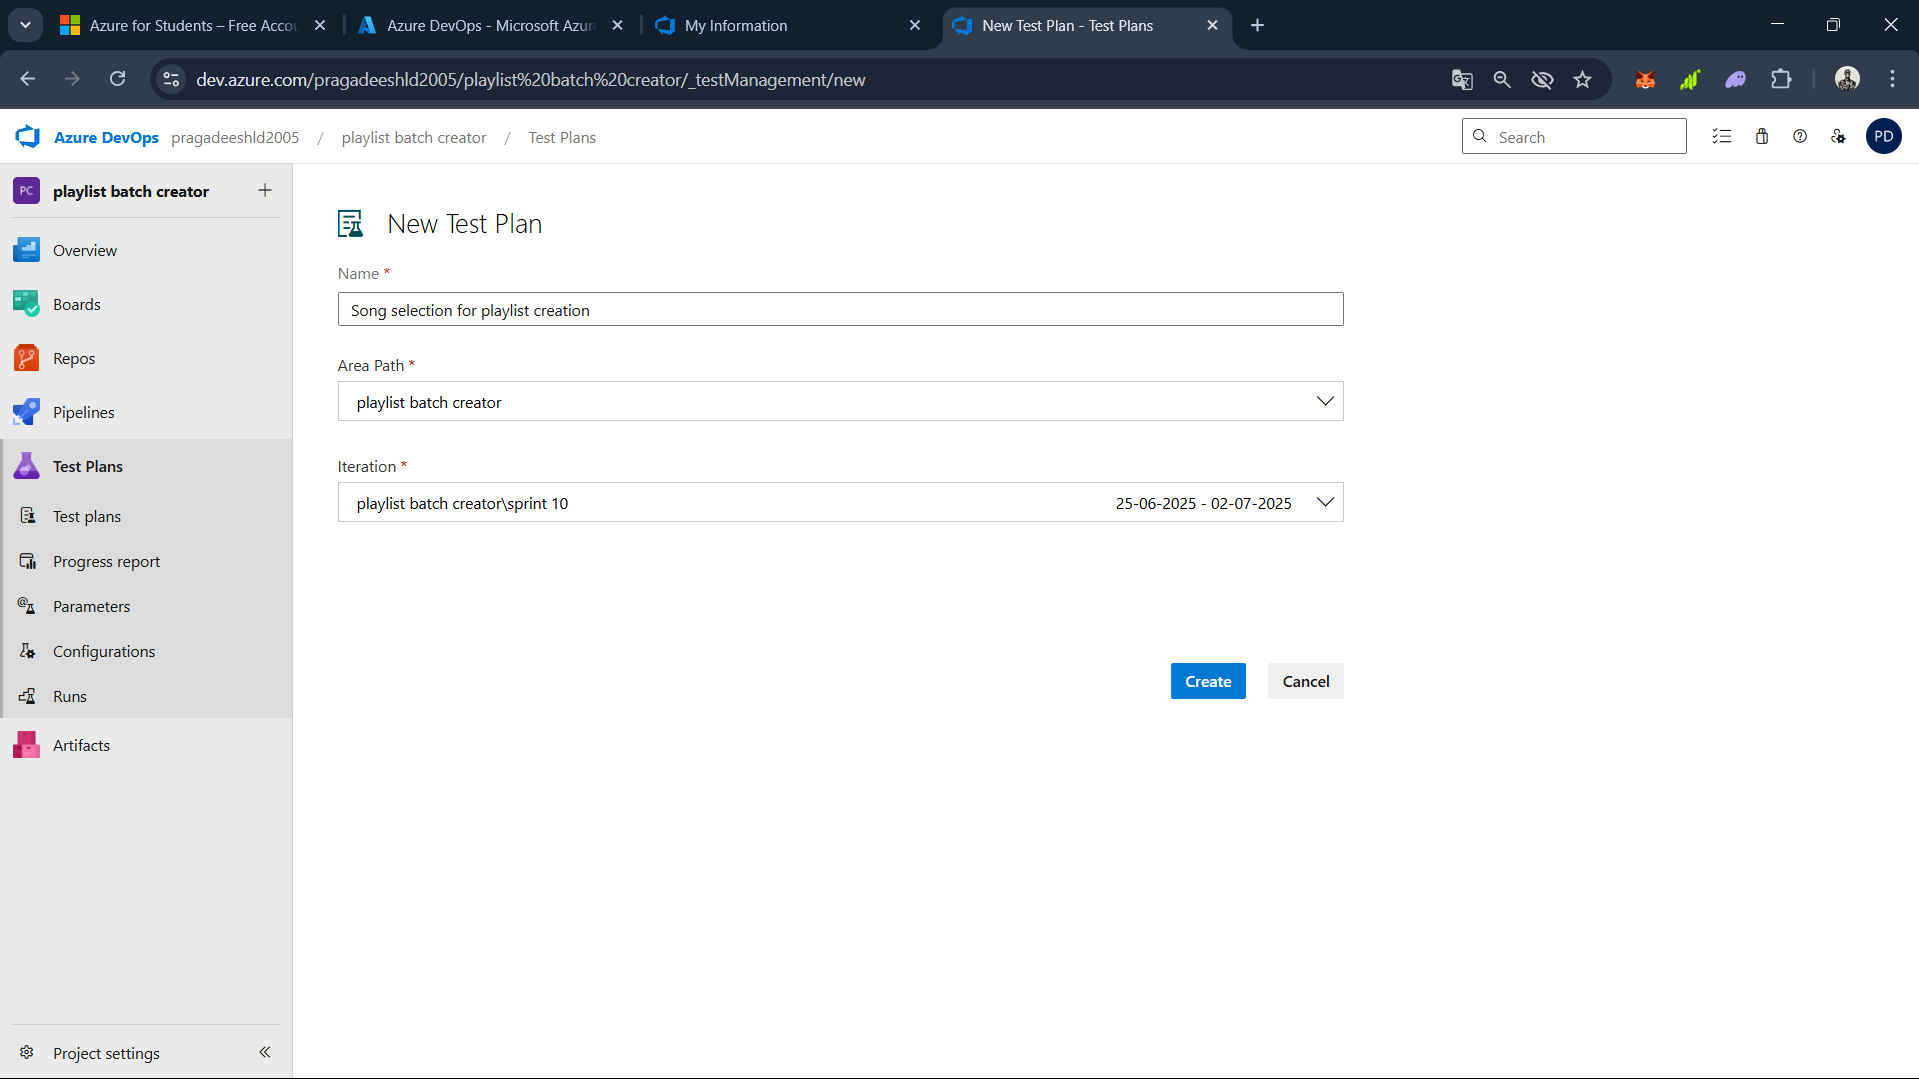 Azure for Students – Free Accou
Azure DevOps - Microsoft Azur
My Information
New Test Plan - Test Plans
dev.azure.com/pragadeeshld2005/playlist%20batch%20creator/_testManagement/new
Azure DevOps pragadeeshld2005 / playlist batch creator / Test Plans
Search
PD
PC playlist batch creator
Overview
Boards
Repos
Pipelines
Test Plans
Test plans
Progress report
Parameters
Configurations
Runs
Artifacts
Project settings
New Test Plan
Name *
Song selection for playlist creation
Area Path *
playlist batch creator
Iteration *
playlist batch creator\sprint 10 25-06-2025 - 02-07-2025
Create Cancel